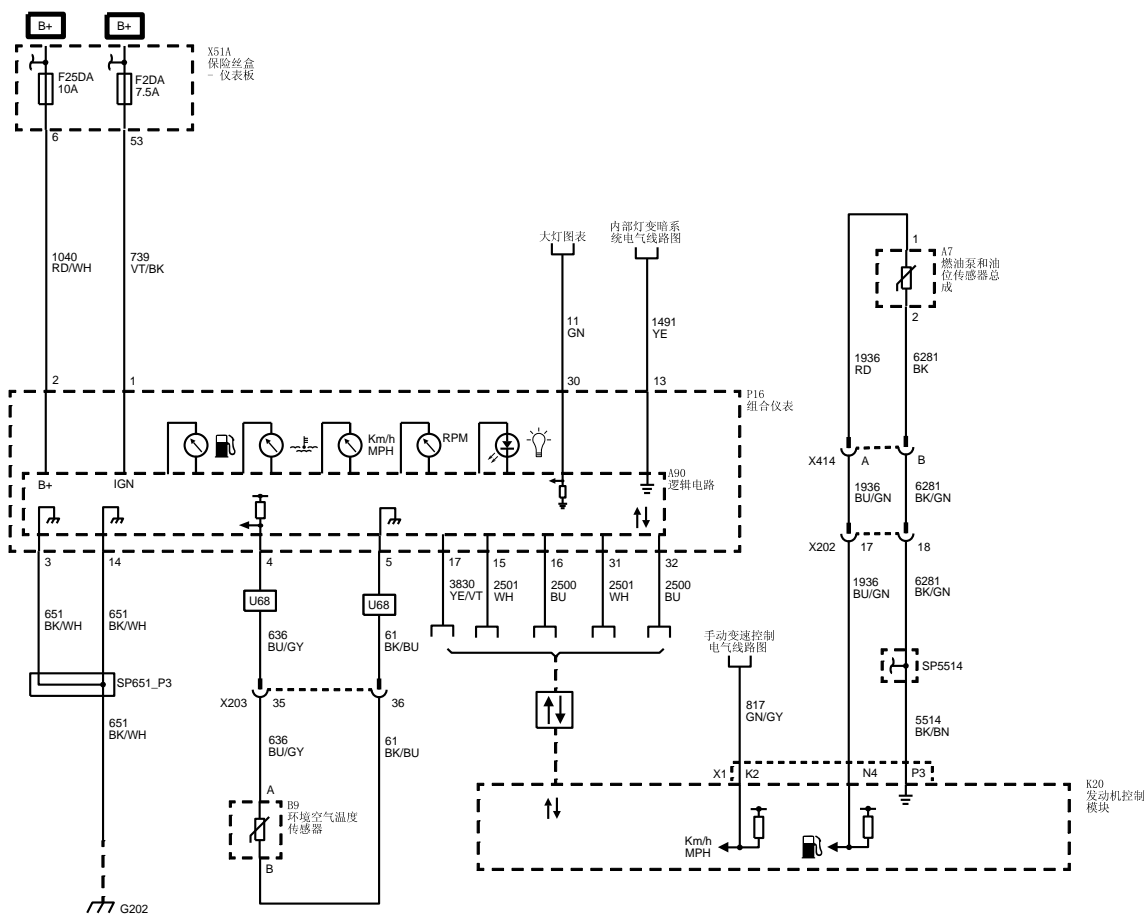 B+
B+
X51A
保险丝盒
- 仪表板
F25DA
10A
F2DA
7.5A
6
53
1040
RD/WH
739
VT/BK
大灯图表
内部灯变暗系
统电气线路图
11
GN
1491
YE
1
A7
燃油泵和油
位传感器总
成
2
1936
RD
6281
BK
2
1
30
13
P16
组合仪表
Km/h
MPH
RPM
B+
IGN
A90
逻辑电路
X414
A
B
1936
BU/GN
6281
BK/GN
X202
17
18
3
14
4
5
17
15
16
31
32
3830
YE/VT
2501
WH
2500
BU
2501
WH
2500
BU
1936
BU/GN
6281
BK/GN
U68
U68
651
BK/WH
651
BK/WH
636
BU/GY
61
BK/BU
手动变速控制
电气线路图
SP5514
SP651_P3
X203
35
36
817
GN/GY
651
BK/WH
636
BU/GY
61
BK/BU
5514
BK/BN
X1
K2
N4
P3
K20
发动机控制
模块
A
B9
环境空气温度
传感器
B
Km/h
MPH
G202